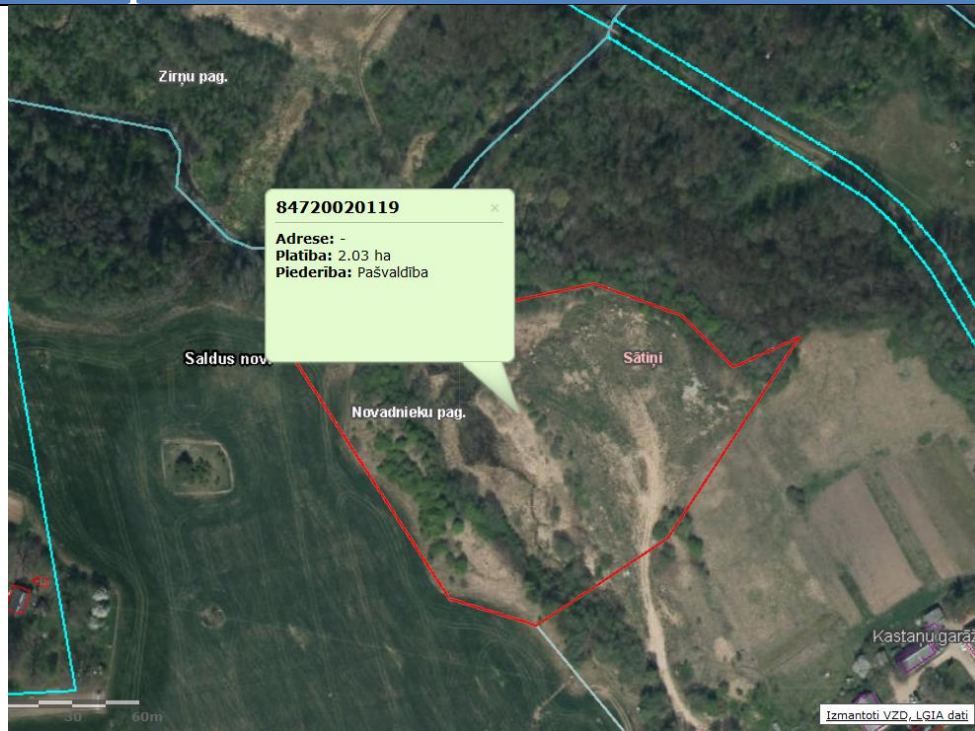 Zirņu pag.
84720020119
×
Adrese: -
Platība: 2.03 ha
Piederība: Pašvaldība
Saldus nov.
Sātiņi
Novadnieku pag.
Kastaņu garāž
30 60m
Izmantoti VZD, LĢIA dati